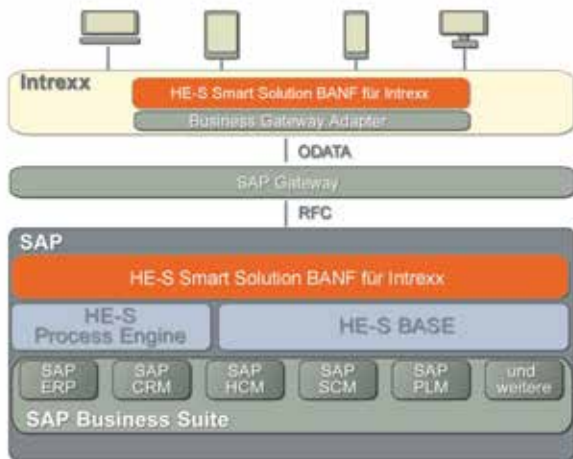 Intrexx
HE-S Smart Solution BANF für Intrexx
Business Gateway Adapter
ODATA
SAP Gateway
RFC
SAP
HE-S Smart Solution BANF für Intrexx
HE-S
Process Engine
HE-S BASE
SAP
ERP
SAP
CRM
SAP
HCM
SAP
SCM
SAP
PLM
und
weitere
SAP Business Suite